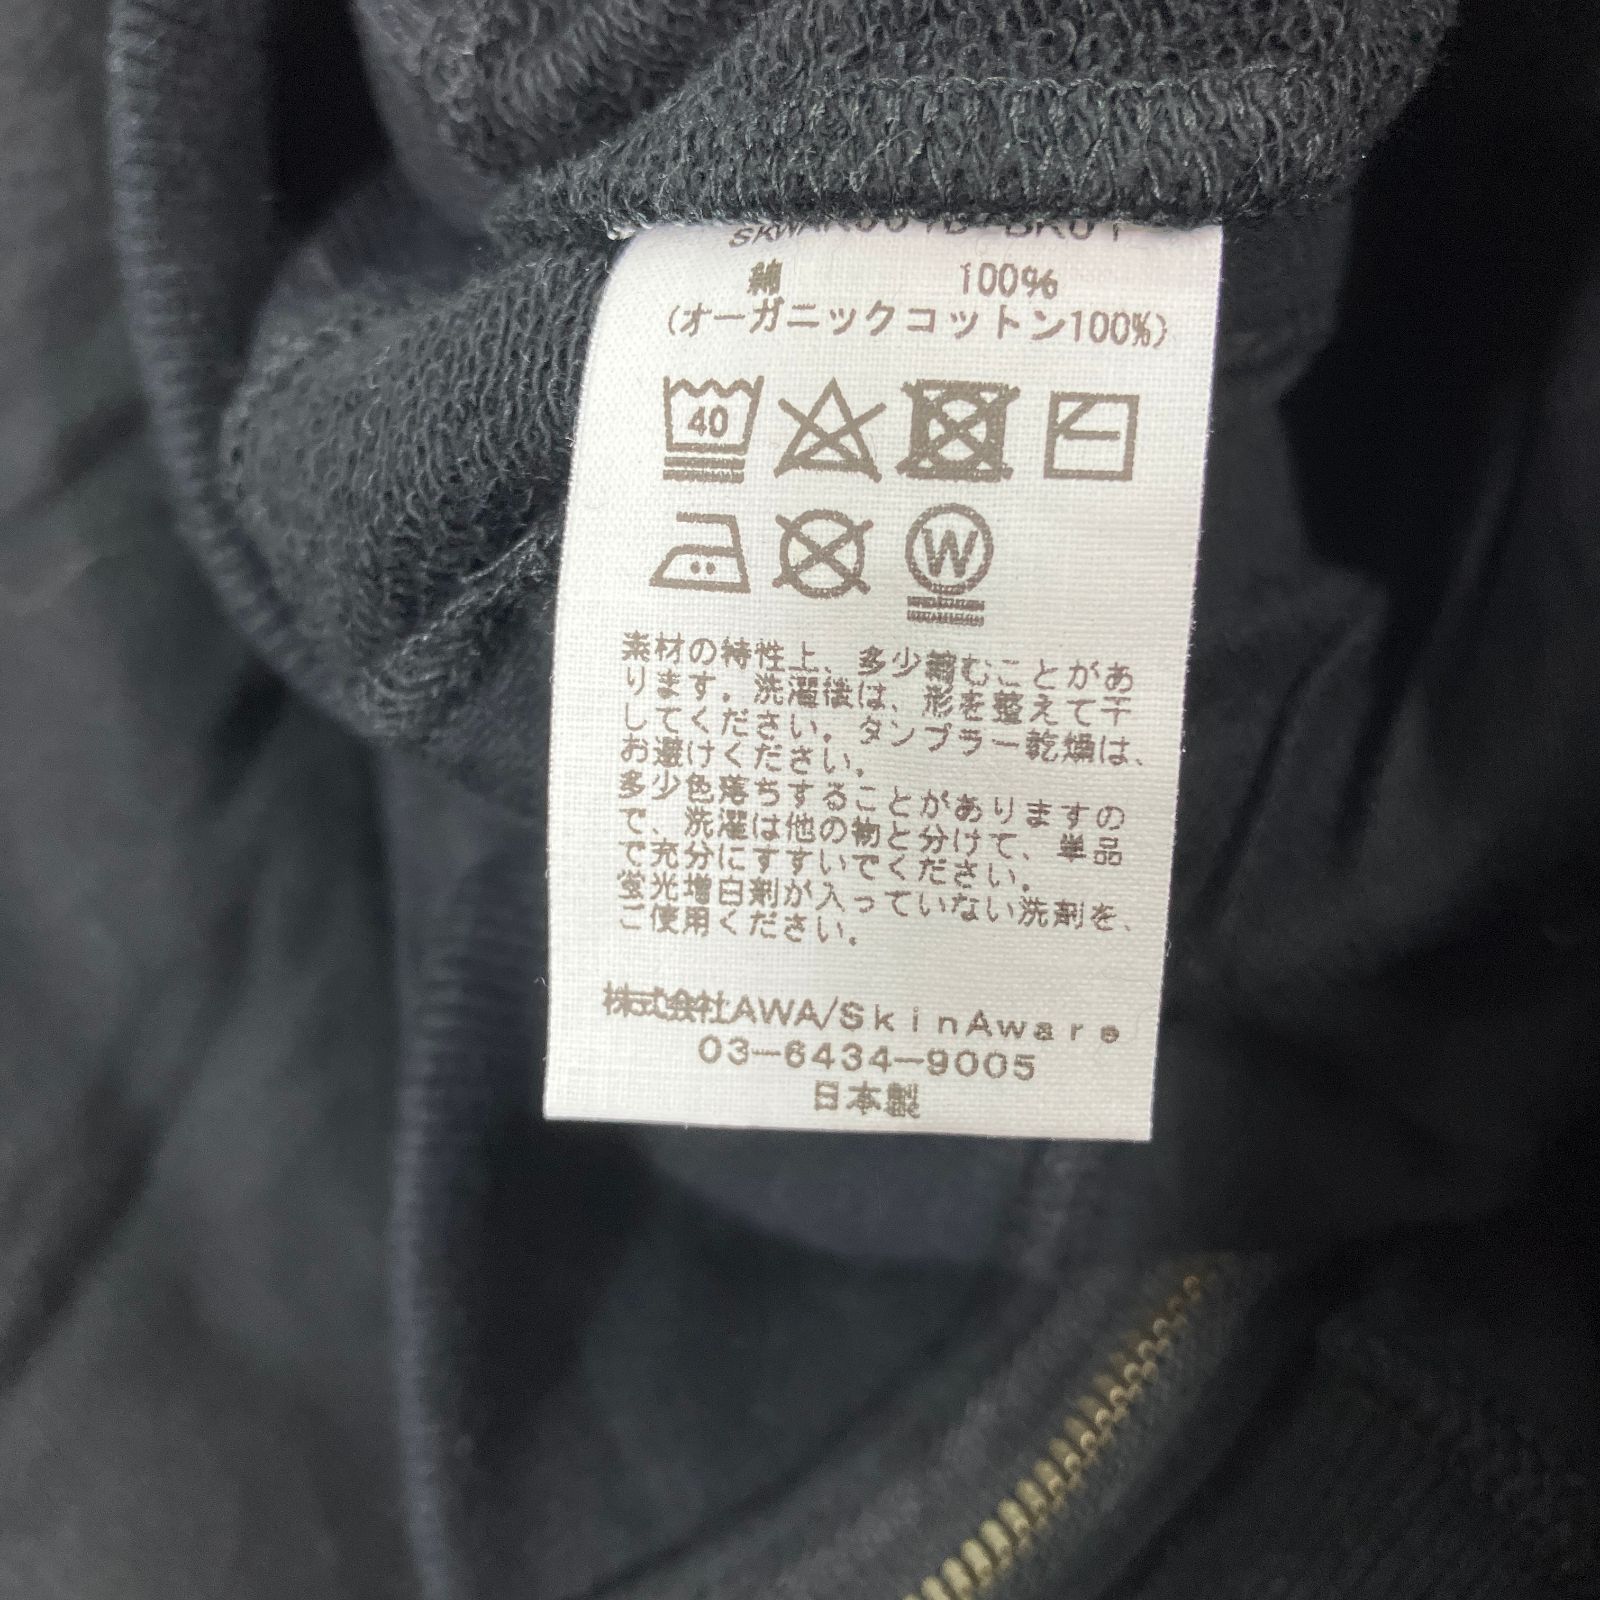 綿 100%
(オーガニックコットン100%)
40
W
素材の特性上、多少縮むことがあ
ります。洗濯後は、形を整えて干
してください。タンブラー乾燥は、
お避けください。
多少色落ちすることがありますの
で、洗濯は他の物と分けて、単品
で充分にすすいでください。
蛍光増白剤が入っていない洗剤を、
ご使用ください。
株式会社AWA/SkinAware
03-6434-9005
日本製